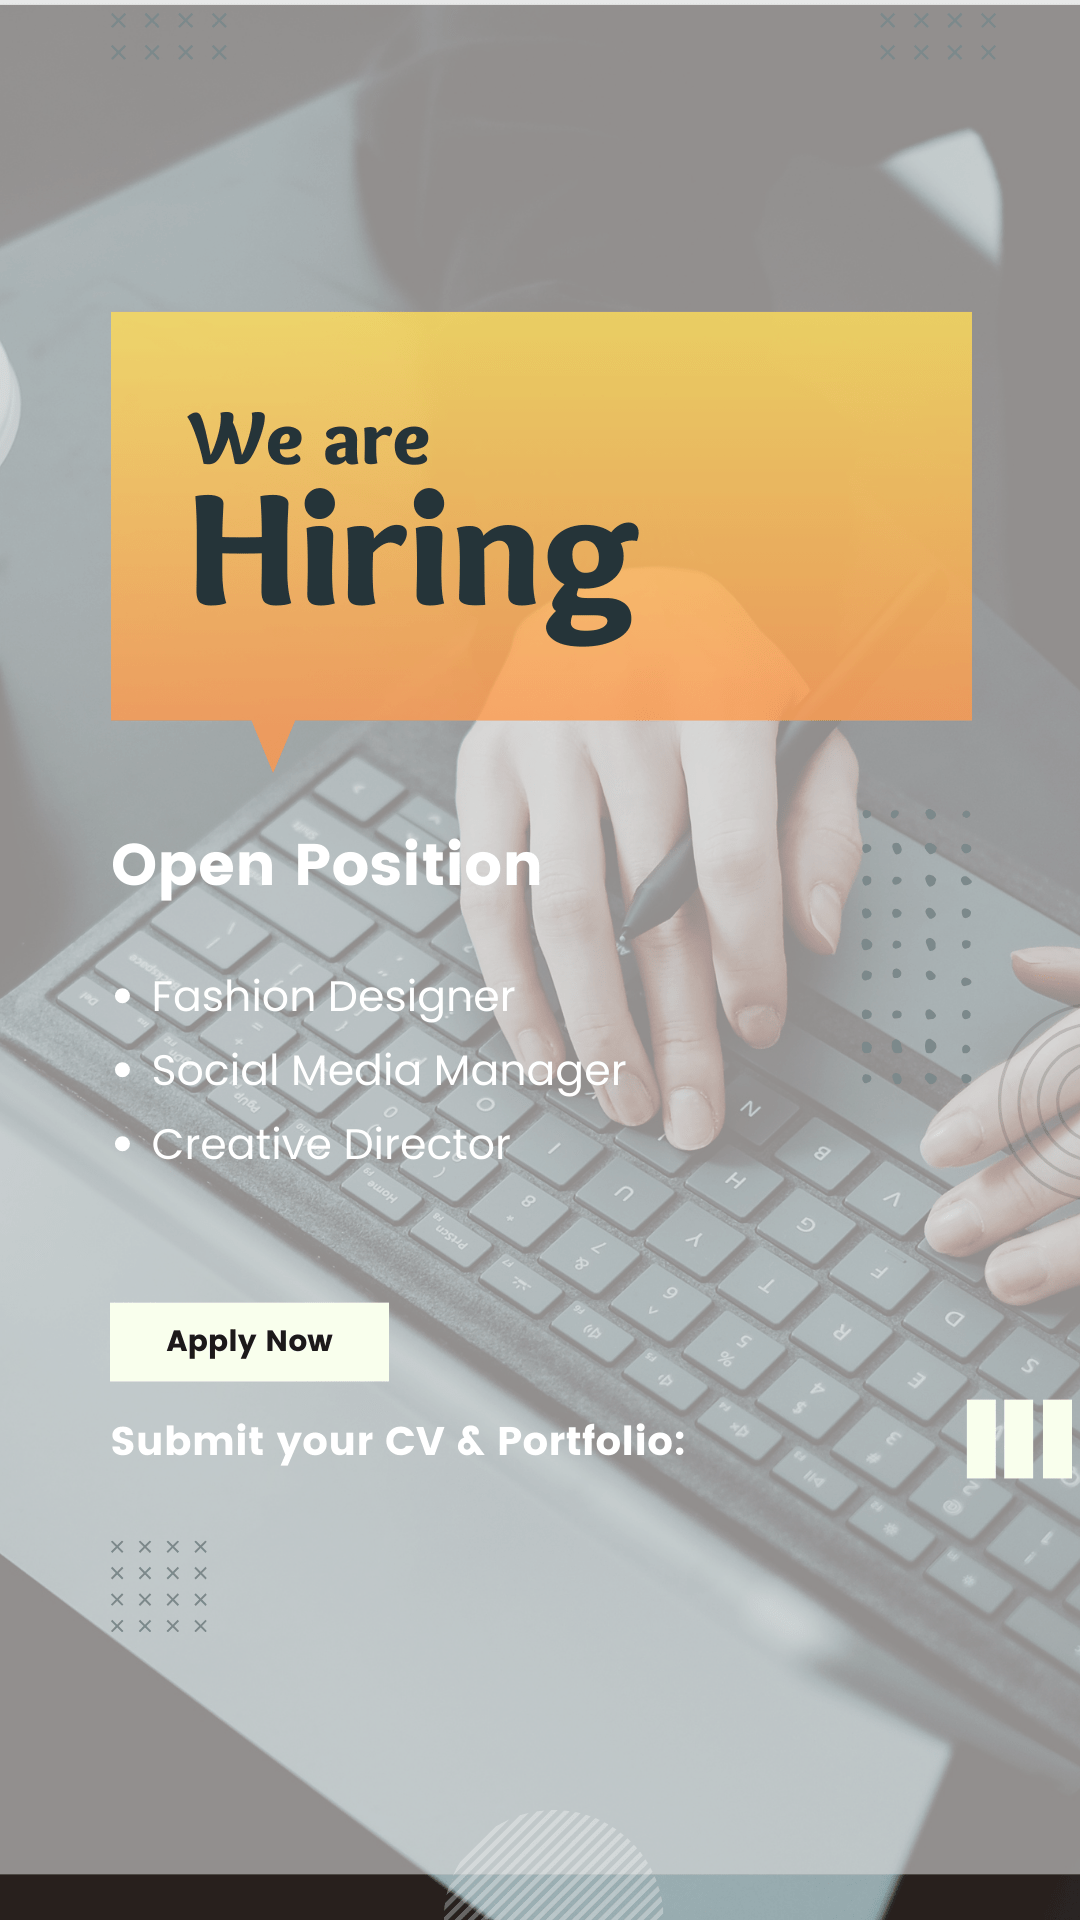 We are
Hiring
Open Position
• Fashion Designer
• Social Media Manager
• Creative Director
Apply Now
Submit your CV & Portfolio: